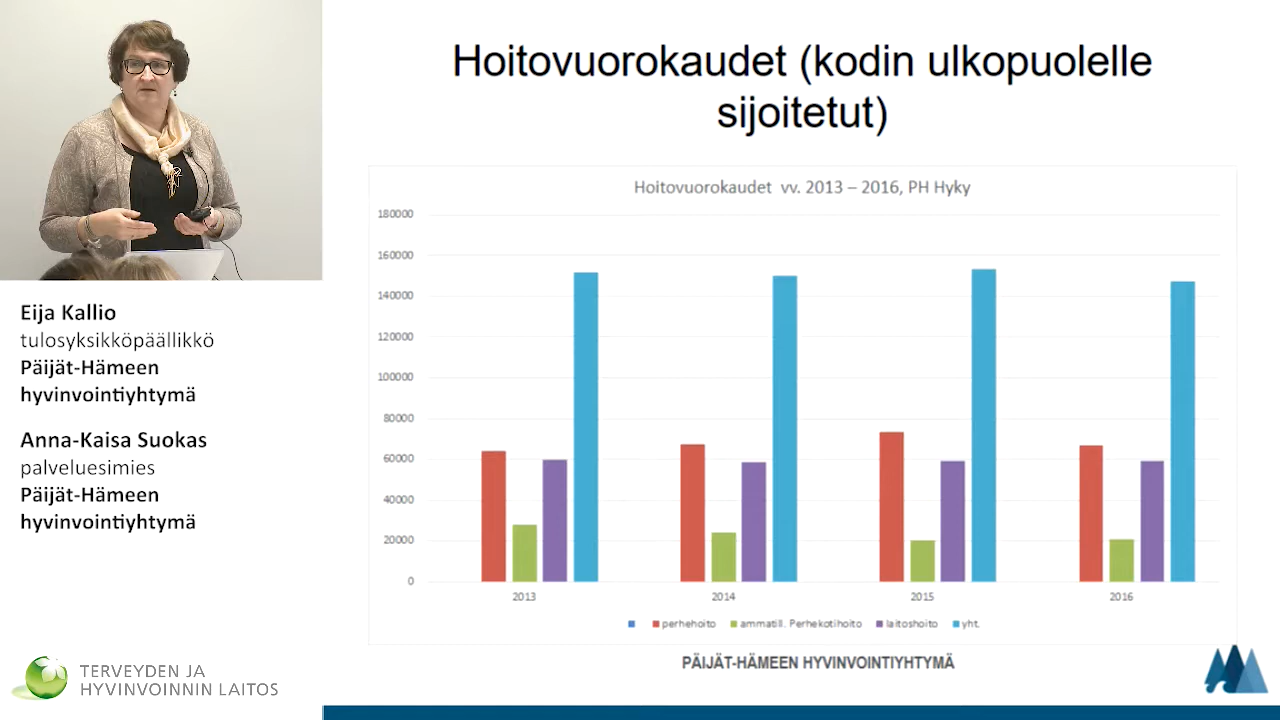 Hoitovuorokaudet (kodin ulkopuolelle
sijoitetut)
Hoitovuorokaudet vv. 2013 – 2016, PH Hyky
180000
160000
140000
120000
100000
80000
60000
40000
20000
0
2013 2014 2015 2016
perhehoito ammatill. Perhekotihoito laitoshoito yht.
PÄIJÄT-HÄMEEN HYVINVOINTIYHTYMÄ
Eija Kallio
tulosyksikköpäällikkö
Päijät-Hämeen
hyvinvointiyhtymä
Anna-Kaisa Suokas
palveluesimies
Päijät-Hämeen
hyvinvointiyhtymä
TERVEYDEN JA
HYVINVOINNIN LAITOS